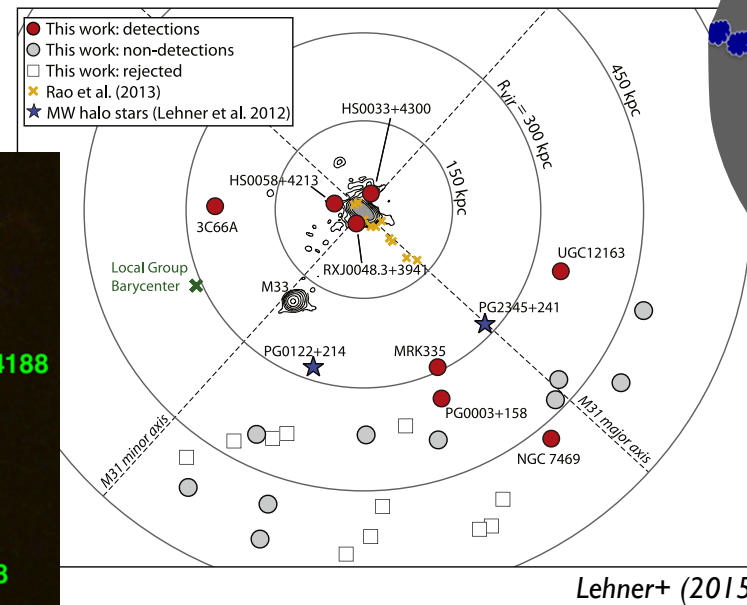 This work: detections
This work: non-detections
This work: rejected
Rao et al. (2013)
MW halo stars (Lehner et al. 2012)
HS0033+4300
450 kpc
Rvir = 300 kpc
150 kpc
HS0058+4213
3C66A
UGC12163
Local Group
Barycenter
RXJ0048.3+3941
M33
PG2345+241
PG0122+214
MRK335
4188
PG0003+158
M31 minor axis
M31 major axis
NGC 7469
3
Lehner+ (2015